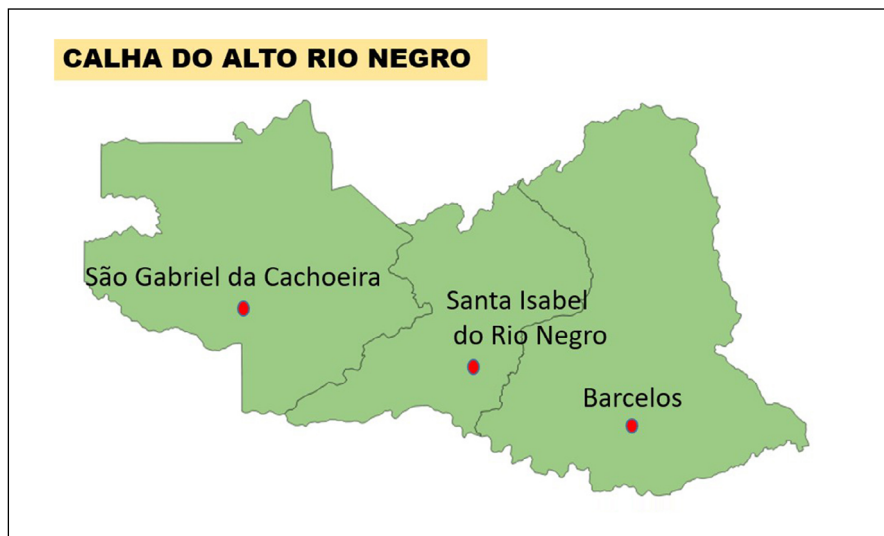 CALHA DO ALTO RIO NEGRO
São Gabriel da Cachoeira
Santa Isabel
do Rio Negro
Barcelos